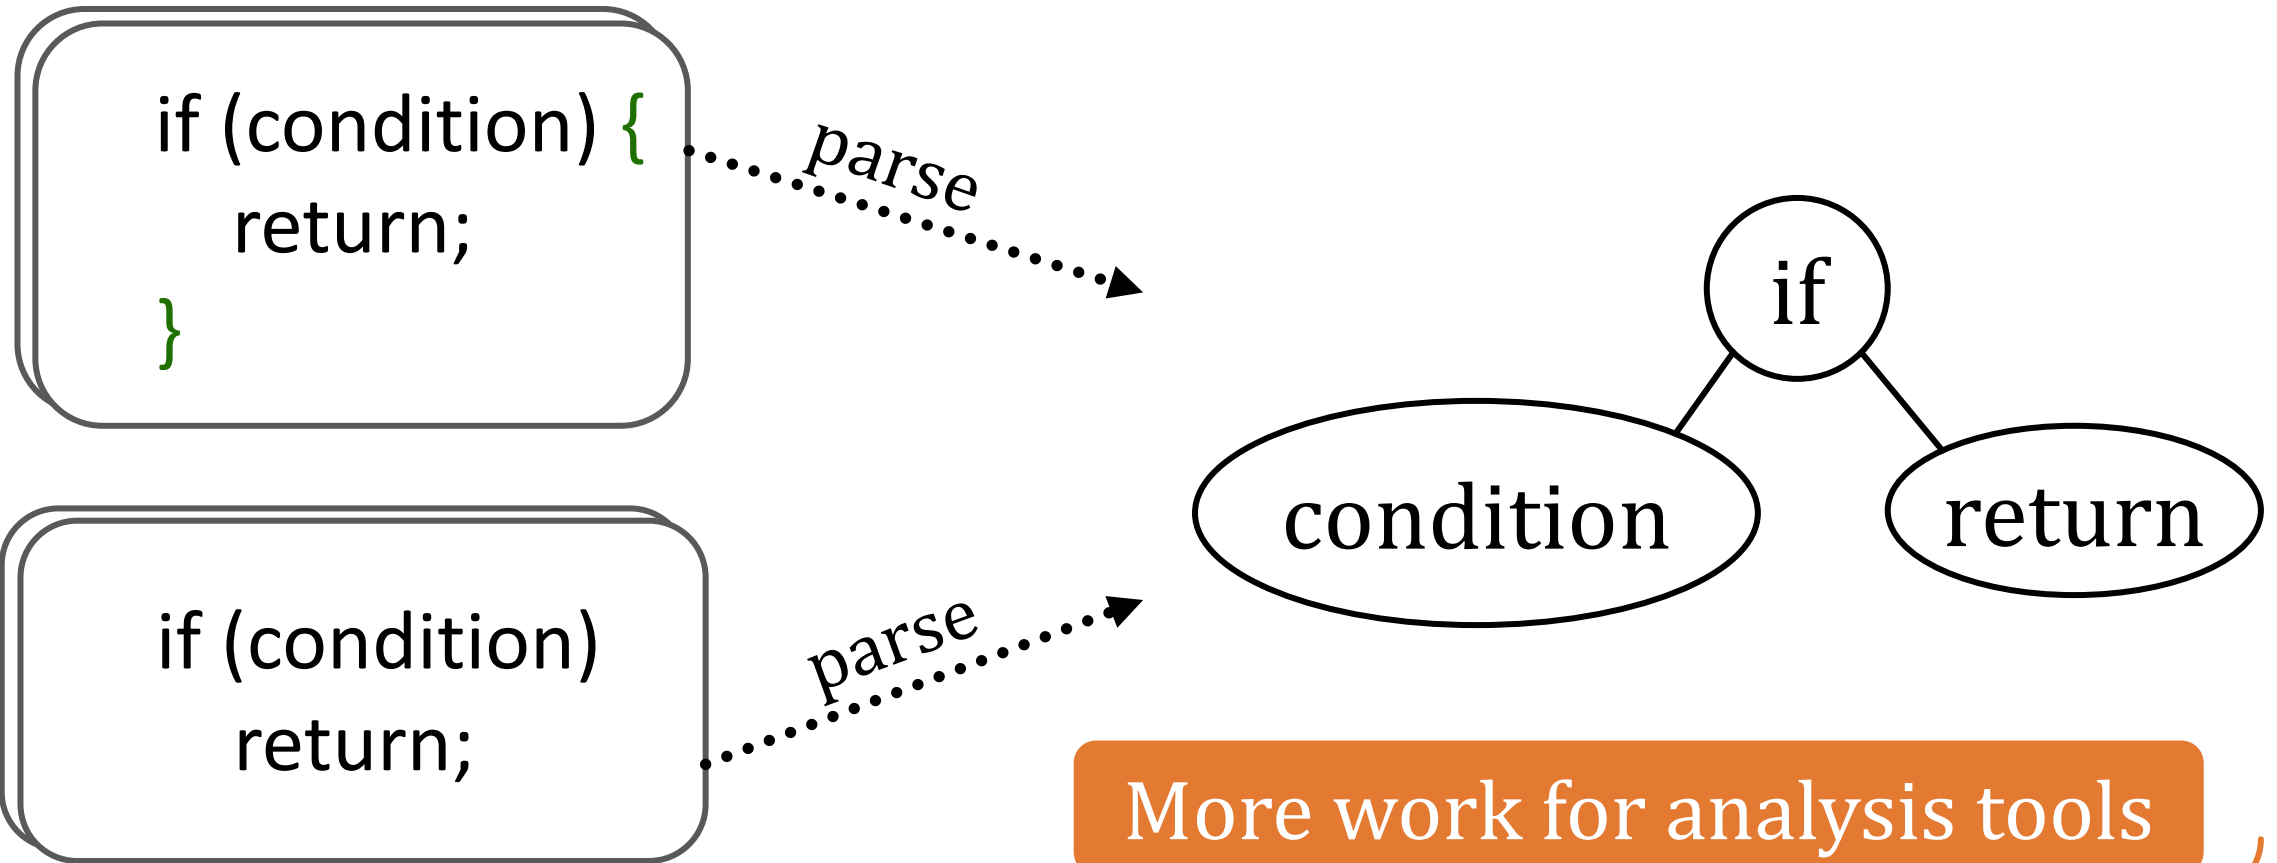 if (condition) {
return;
}
parse
if
condition
return
if (condition)
return;
parse
More work for analysis tools